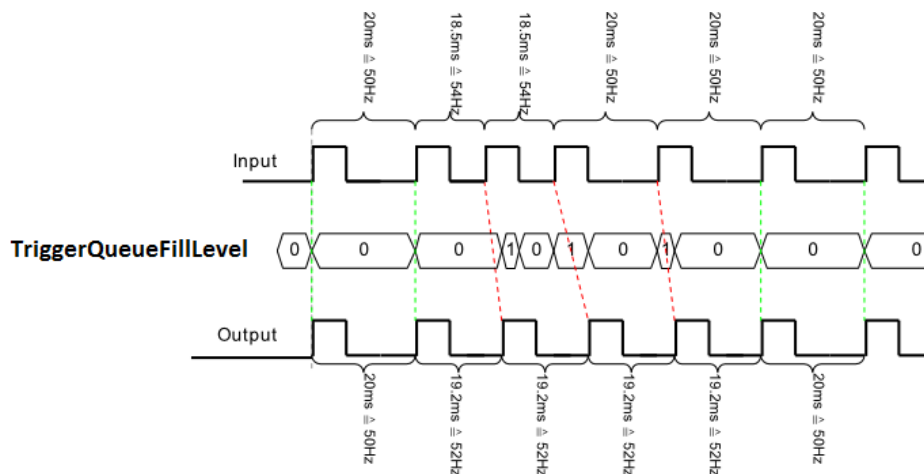 20ms ≙ 50Hz
18.5ms ≙ 54Hz
18.5ms ≙ 54Hz
20ms ≙ 50Hz
20ms ≙ 50Hz
20ms ≙ 50Hz
Input
TriggerQueueFillLevel
0 0 0 1 0 1 0 1 0 0 0
Output
20ms ≙ 50Hz
19.2ms ≙ 52Hz
19.2ms ≙ 52Hz
19.2ms ≙ 52Hz
19.2ms ≙ 52Hz
20ms ≙ 50Hz